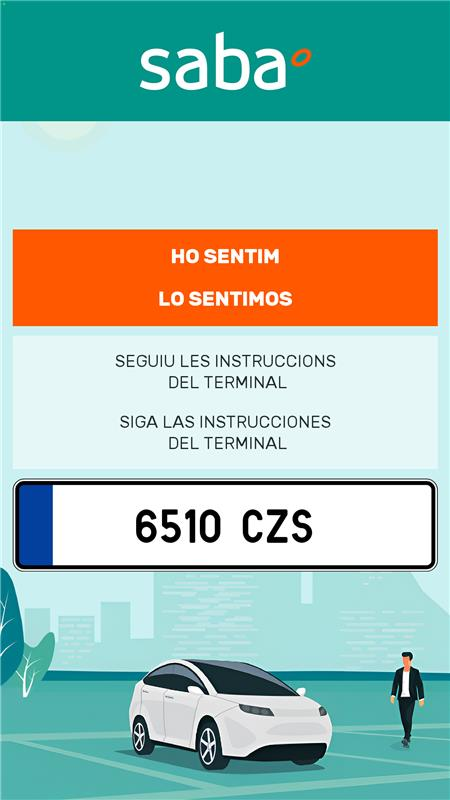 saba
HO SENTIM
LO SENTIMOS
SEGUIU LES INSTRUCCIONS
DEL TERMINAL
SIGA LAS INSTRUCCIONES
DEL TERMINAL
6510 CZS